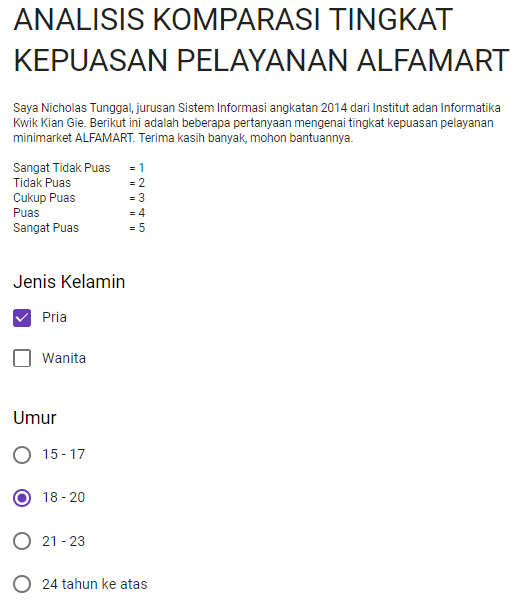 ANALISIS KOMPARASI TINGKAT
KEPUASAN PELAYANAN ALFAMART
Saya Nicholas Tunggal, jurusan Sistem Informasi angkatan 2014 dari Institut adan Informatika
Kwik Kian Gie. Berikut ini adalah beberapa pertanyaan mengenai tingkat kepuasan pelayanan
minimarket ALFAMART. Terima kasih banyak, mohon bantuannya.
Sangat Tidak Puas = 1
Tidak Puas = 2
Cukup Puas = 3
Puas = 4
Sangat Puas = 5
Jenis Kelamin
Pria
Wanita
Umur
15 - 17
18 - 20
21 - 23
24 tahun ke atas